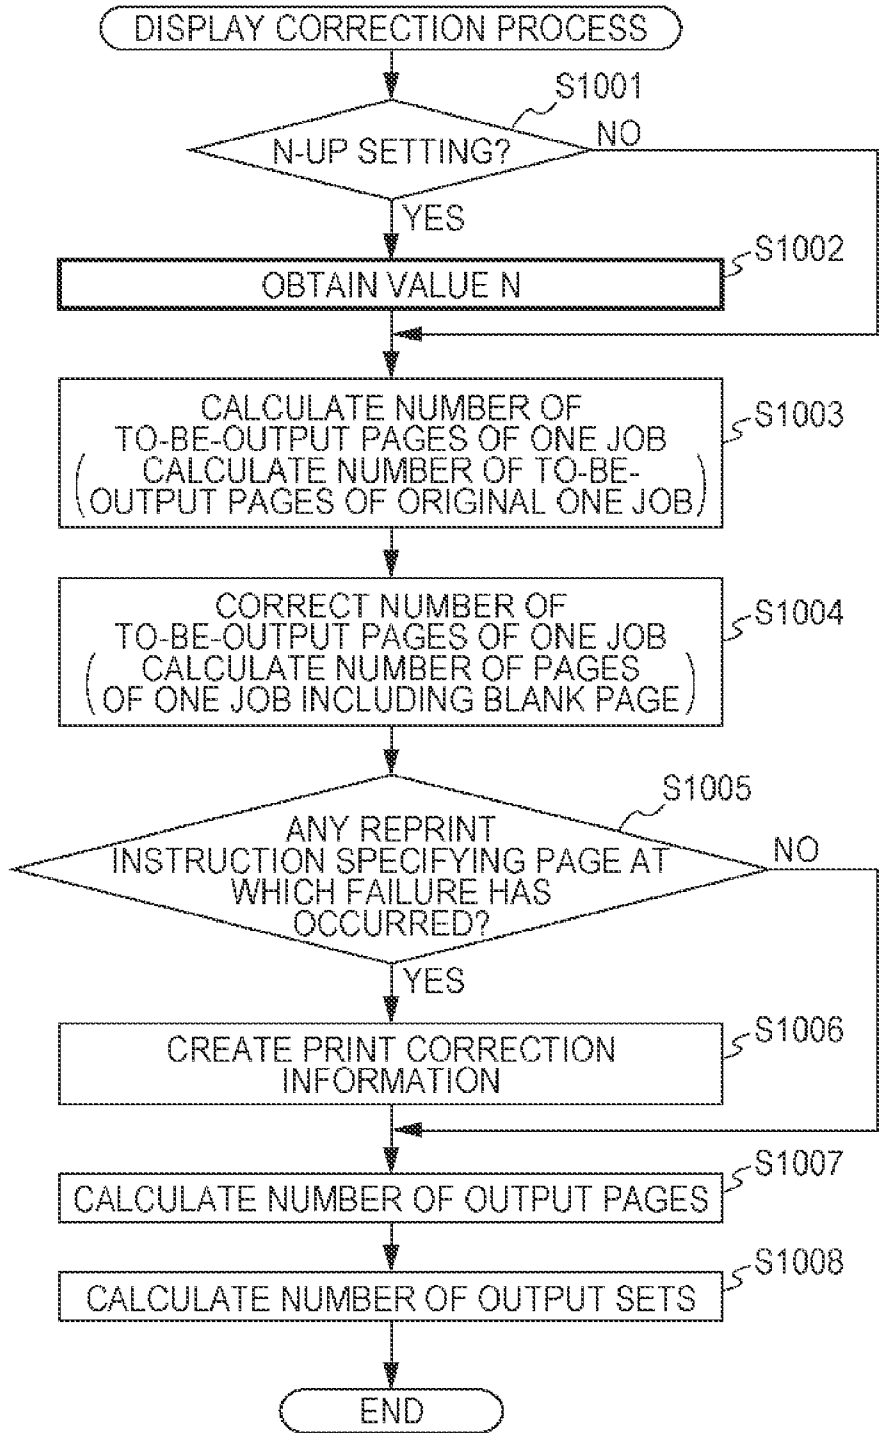 DISPLAY CORRECTION PROCESS
S1001
N-UP SETTING?
NO
YES
S1002
OBTAIN VALUE N
S1003
CALCULATE NUMBER OF
TO-BE-OUTPUT PAGES OF ONE JOB
(CALCULATE NUMBER OF TO-BE-
OUTPUT PAGES OF ORIGINAL ONE JOB)
S1004
CORRECT NUMBER OF
TO-BE-OUTPUT PAGES OF ONE JOB
(CALCULATE NUMBER OF PAGES
OF ONE JOB INCLUDING BLANK PAGE)
S1005
ANY REPRINT
INSTRUCTION SPECIFYING PAGE AT
WHICH FAILURE HAS
OCCURRED?
NO
YES
S1006
CREATE PRINT CORRECTION
INFORMATION
S1007
CALCULATE NUMBER OF OUTPUT PAGES
S1008
CALCULATE NUMBER OF OUTPUT SETS
END